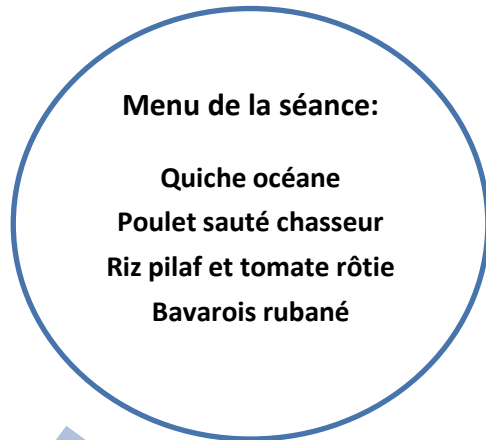 Menu de la séance:
Quiche océane
Poulet sauté chasseur
Riz pilaf et tomate rôtie
Bavarois rubané